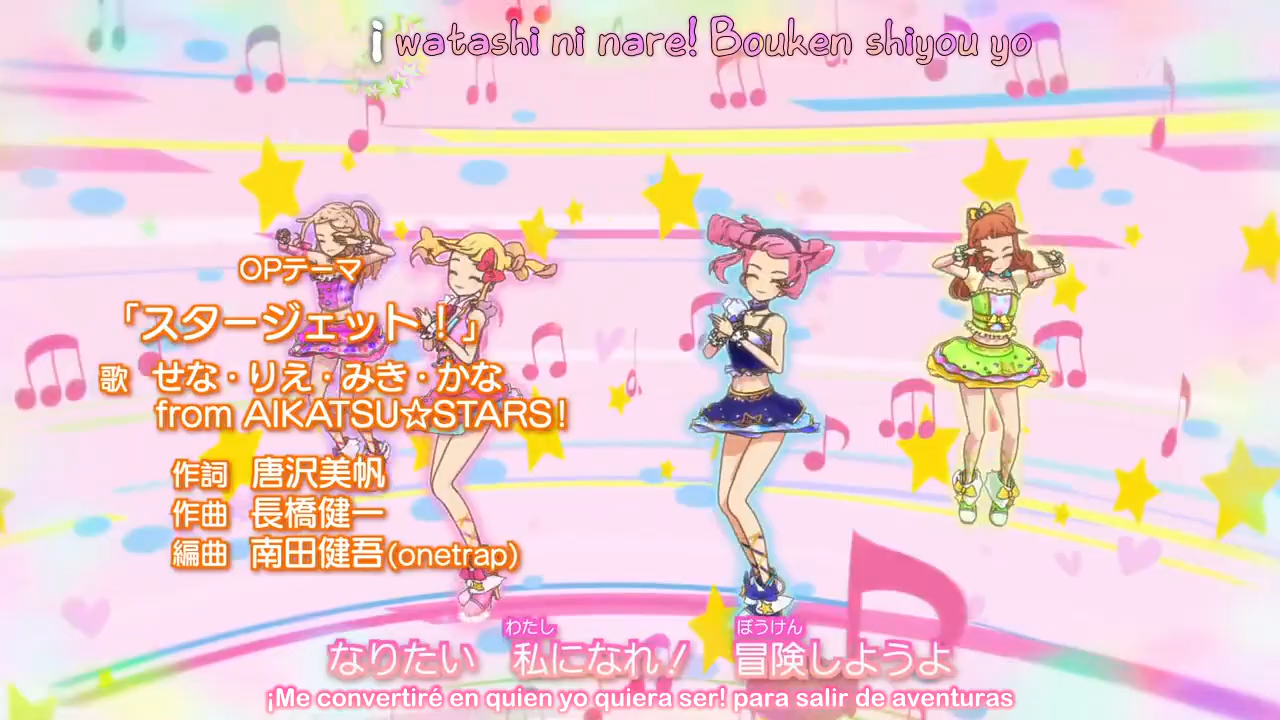 i watashi ni nare! Bouken shiyou yo
OPテーマ
「スタージェット！」
歌 せな・りえ・みき・かな
from AIKATSU☆STARS!
作詞 唐沢美帆
作曲 長橋健一
編曲 南田健吾(onetrap)
わたし ぼうけん
なりたい 私になれ！ 冒険しようよ
¡Me convertiré en quien yo quiera ser! para salir de aventuras